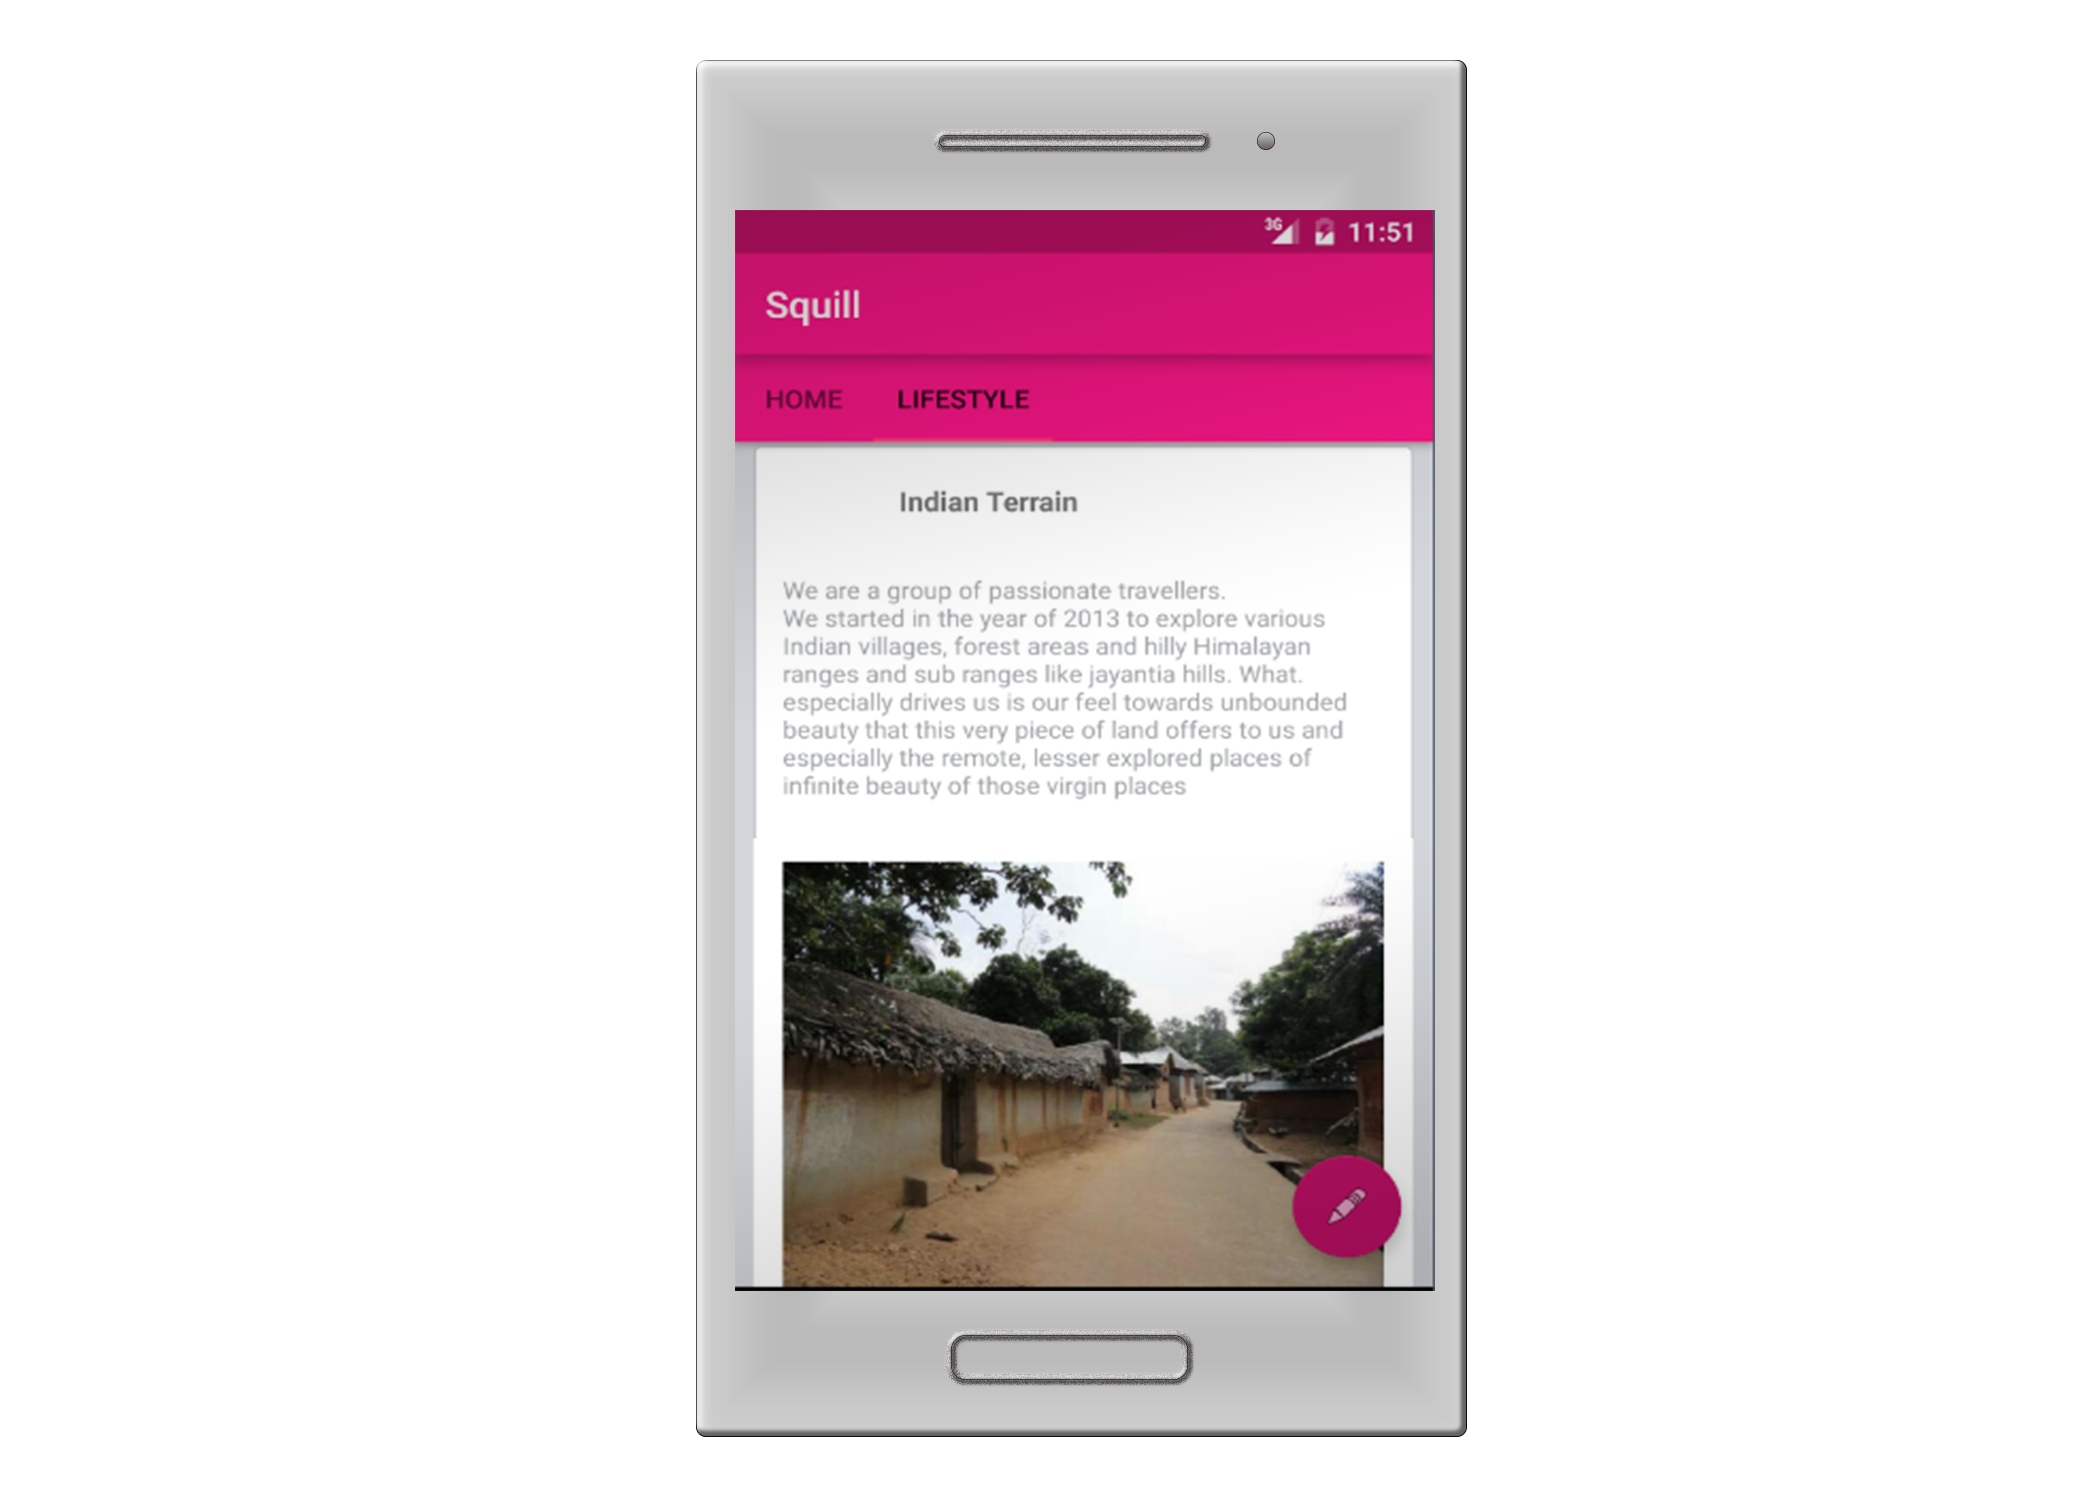 3G 11:51
Squill
HOME LIFESTYLE
Indian Terrain
We are a group of passionate travellers.
We started in the year of 2013 to explore various
Indian villages, forest areas and hilly Himalayan
ranges and sub ranges like jayantia hills. What.
especially drives us is our feel towards unbounded
beauty that this very piece of land offers to us and
especially the remote, lesser explored places of
infinite beauty of those virgin places